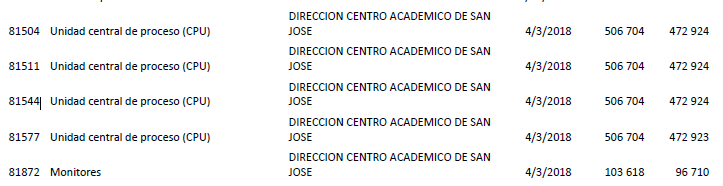 DIRECCION CENTRO ACADEMICO DE SAN
81504 Unidad central de proceso (CPU) JOSE 4/3/2018 506 704 472 924
DIRECCION CENTRO ACADEMICO DE SAN
81511 Unidad central de proceso (CPU) JOSE 4/3/2018 506 704 472 924
DIRECCION CENTRO ACADEMICO DE SAN
81544 Unidad central de proceso (CPU) JOSE 4/3/2018 506 704 472 924
DIRECCION CENTRO ACADEMICO DE SAN
81577 Unidad central de proceso (CPU) JOSE 4/3/2018 506 704 472 923
DIRECCION CENTRO ACADEMICO DE SAN
81872 Monitores JOSE 4/3/2018 103 618 96 710